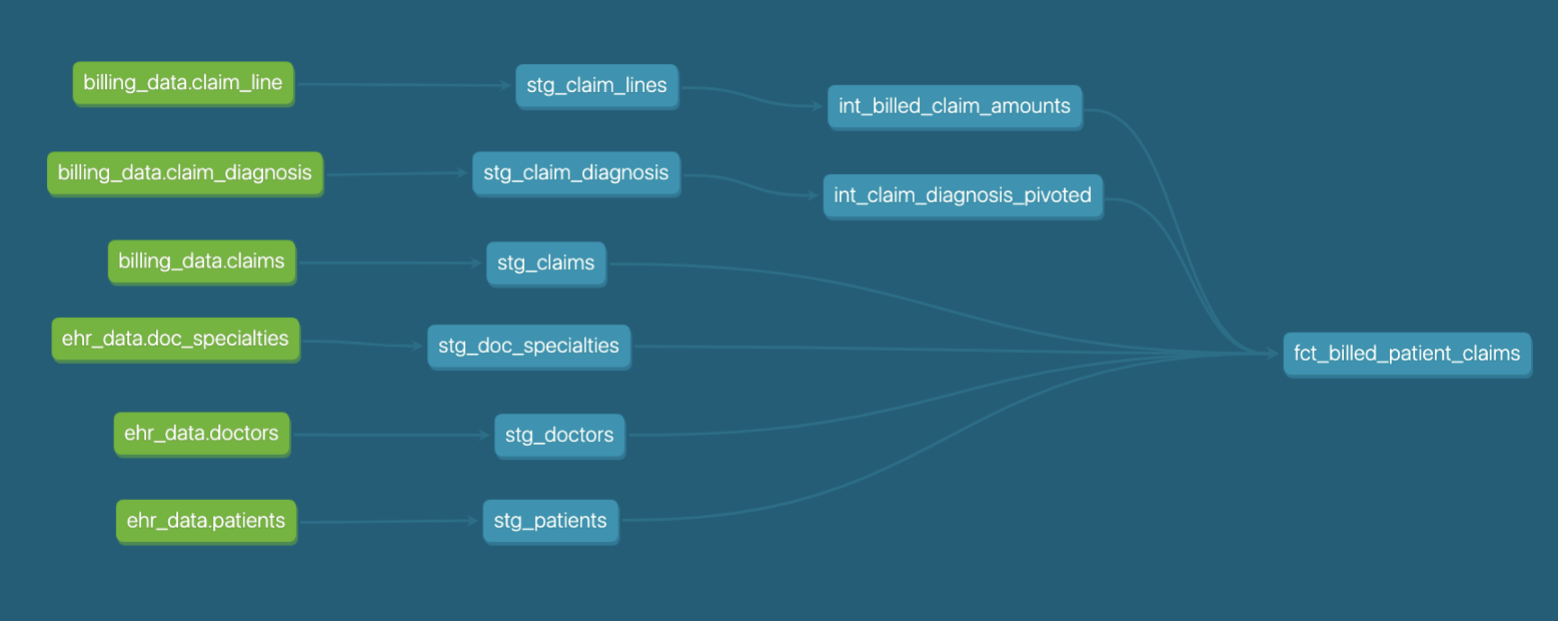 billing_data.claim_line
stg_claim_lines
int_billed_claim_amounts
billing_data.claim_diagnosis
stg_claim_diagnosis
int_claim_diagnosis_pivoted
billing_data.claims
stg_claims
ehr_data.doc_specialties
stg_doc_specialties
fct_billed_patient_claims
ehr_data.doctors
stg_doctors
ehr_data.patients
stg_patients